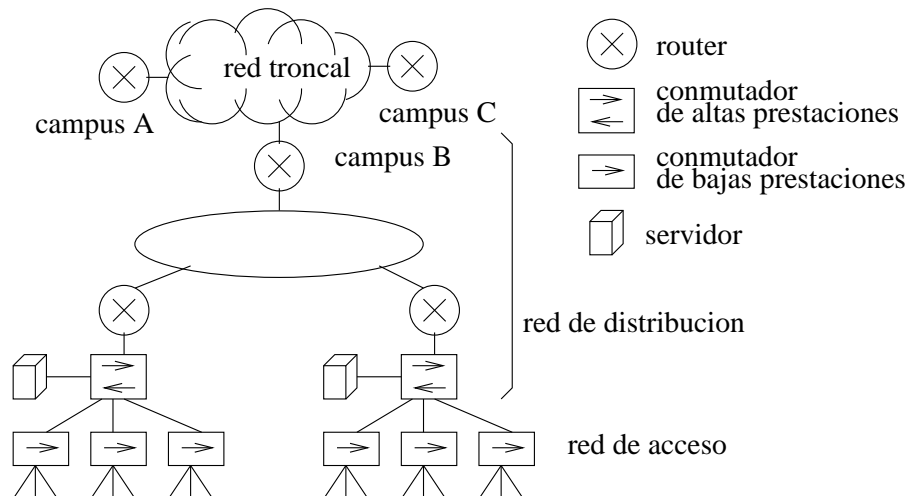 red troncal
campus A
campus C
campus B
router
conmutador
de altas prestaciones
conmutador
de bajas prestaciones
servidor
red de distribucion
red de acceso